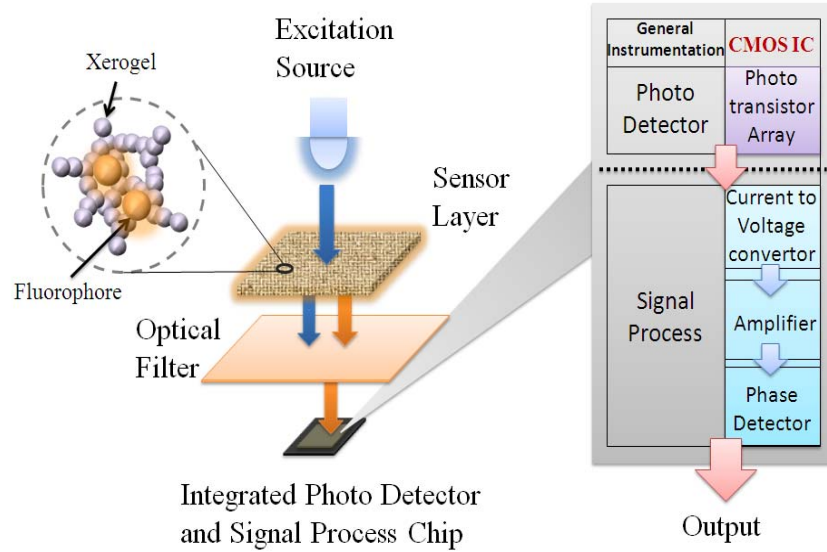 Excitation
Source
Xerogel
Fluorophore
Sensor
Layer
Optical
Filter
Integrated Photo Detector
and Signal Process Chip
General
Instrumentation
CMOS IC
Photo
Detector
Photo
transistor
Array
Signal
Process
Current to
Voltage
convertor
Amplifier
Phase
Detector
Output